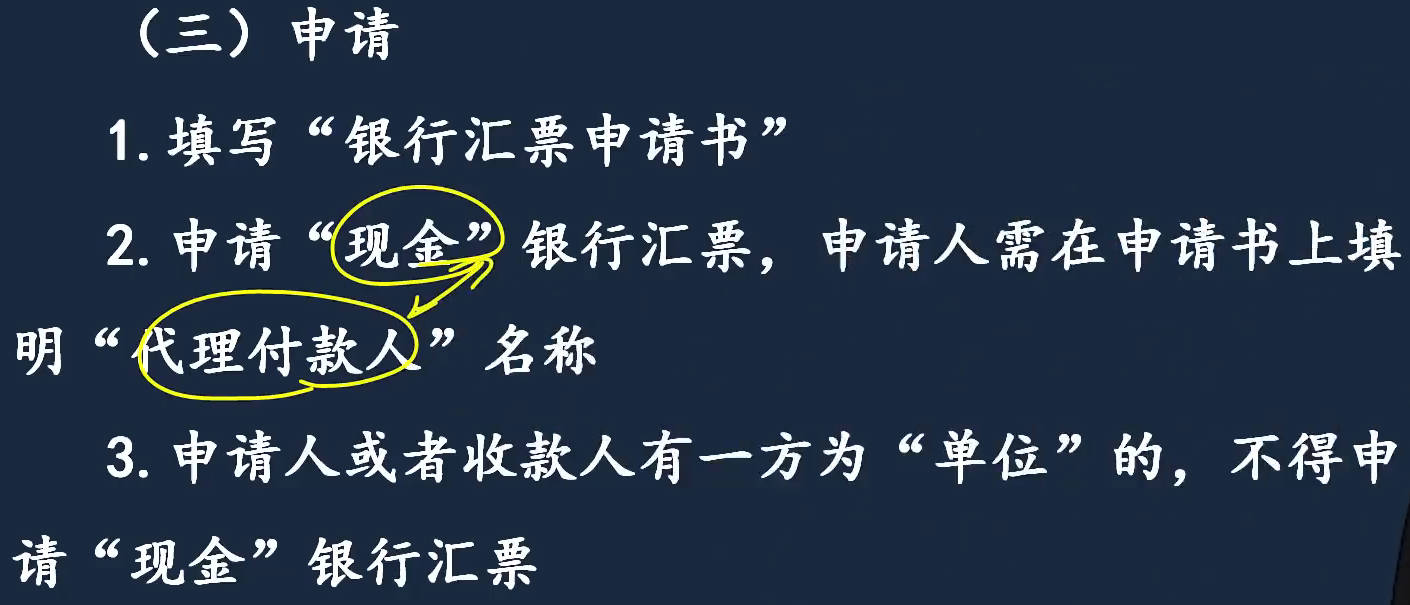 （三）申请
1.填写“银行汇票申请书”
2.申请“现金”银行汇票，申请人需在申请书上填
明“代理付款人”名称
3.申请人或者收款人有一方为“单位”的，不得申
请“现金”银行汇票